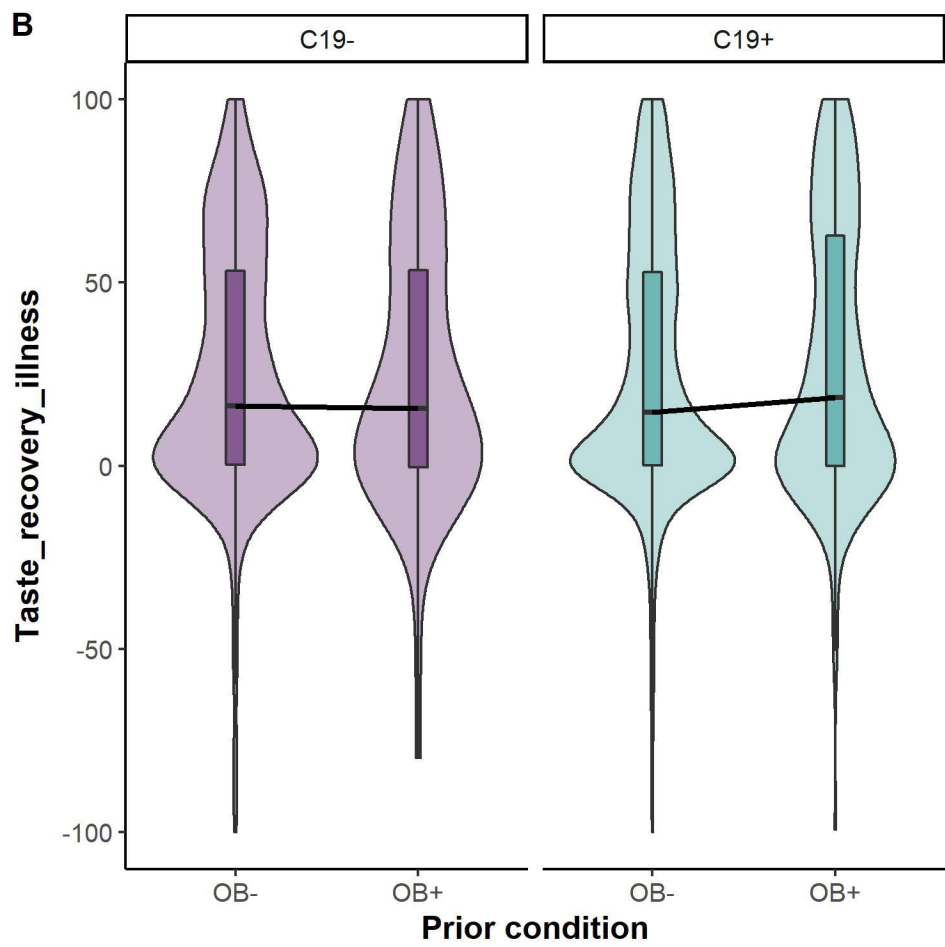 B
C19-
C19+
Taste_recovery_illness
100
50
0
-50
-100
OB-
OB+
OB-
OB+
Prior condition